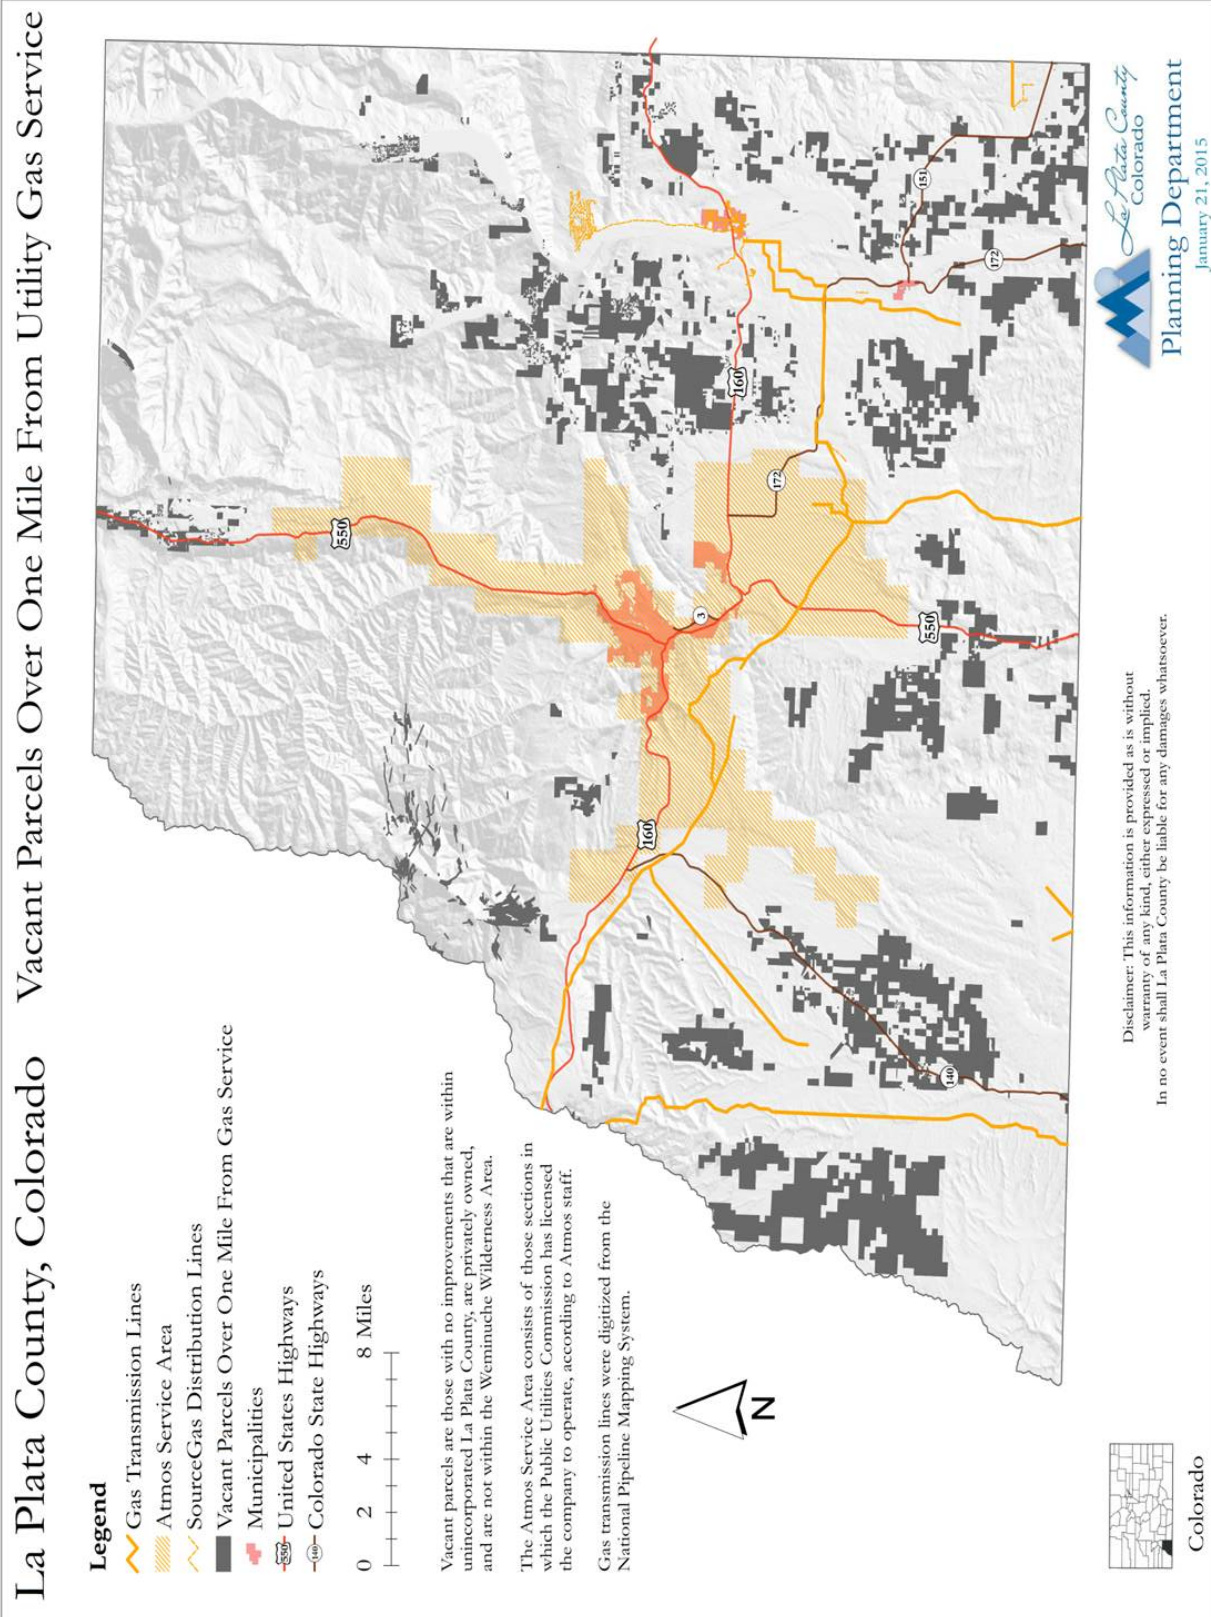 La Plata County, Colorado
Vacant Parcels Over One Mile From Utility Gas Service
Legend
Gas Transmission Lines
Atmos Service Area
SourceGas Distribution Lines
Vacant Parcels Over One Mile From Gas Service
Municipalities
550 United States Highways
140 Colorado State Highways
0 2 4 8 Miles
Vacant parcels are those with no improvements that are within
unincorporated La Plata County, are privately owned,
and are not within the Weminuche Wilderness Area.
The Atmos Service Area consists of those sections in
which the Public Utilities Commission has licensed
the company to operate, according to Atmos staff.
Gas transmission lines were digitized from the
National Pipeline Mapping System.
N
550
160
160
3
172
550
140
151
172
Colorado
Disclaimer: This information is provided as is without
warranty of any kind, either expressed or implied.
In no event shall La Plata County be liable for any damages whatsoever.
La Plata County
Colorado
Planning Department
January 21, 2015